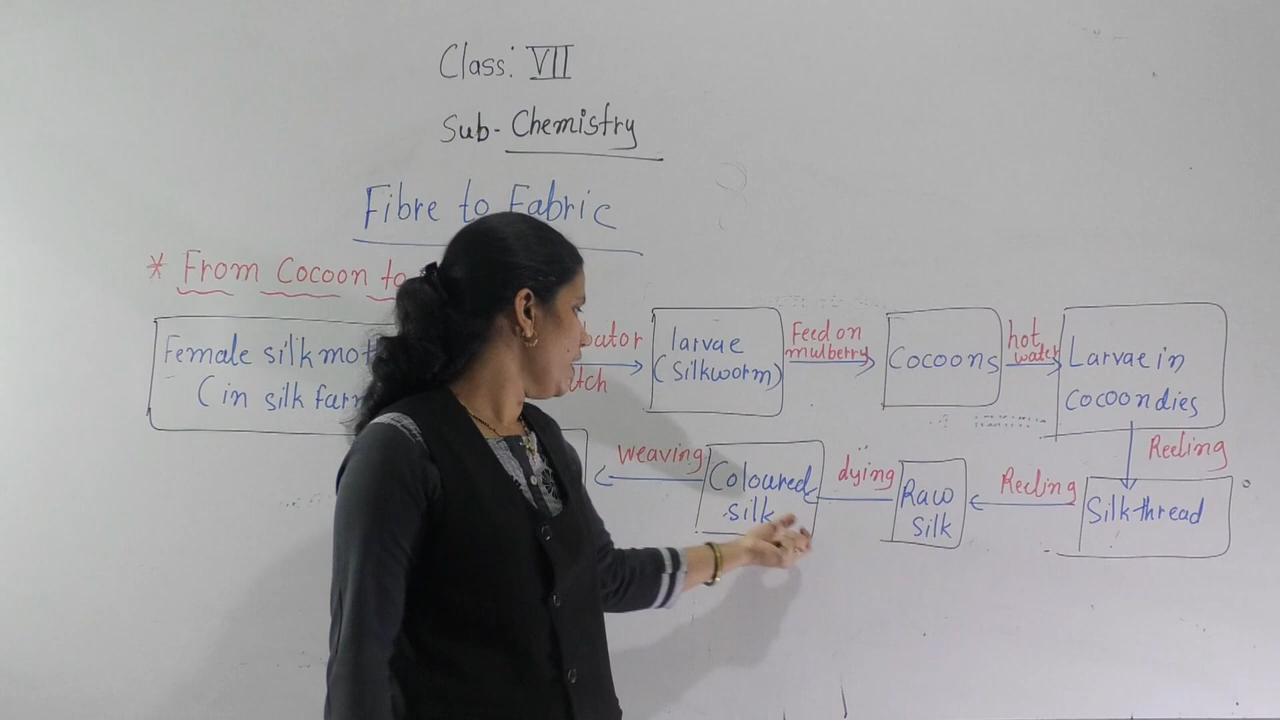 Class: VII
Sub- Chemistry
Fibre to Fabric
* From Cocoon to
Female silk mot
(in silk farm
ator
tch
larvae
(Silkworm)
Feed on
mulberry
Cocoons
hot
water
Larvae in
cocoon dies
Reeling
Silk thread
Reeling
Raw
Silk
dying
Coloured
silk
weaving